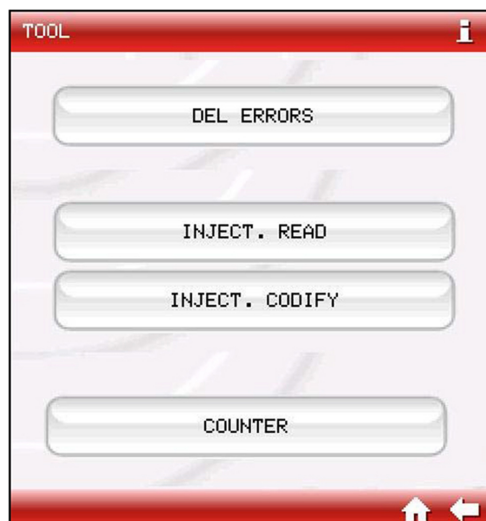 TOOL
DEL ERRORS
INJECT. READ
INJECT. CODIFY
COUNTER